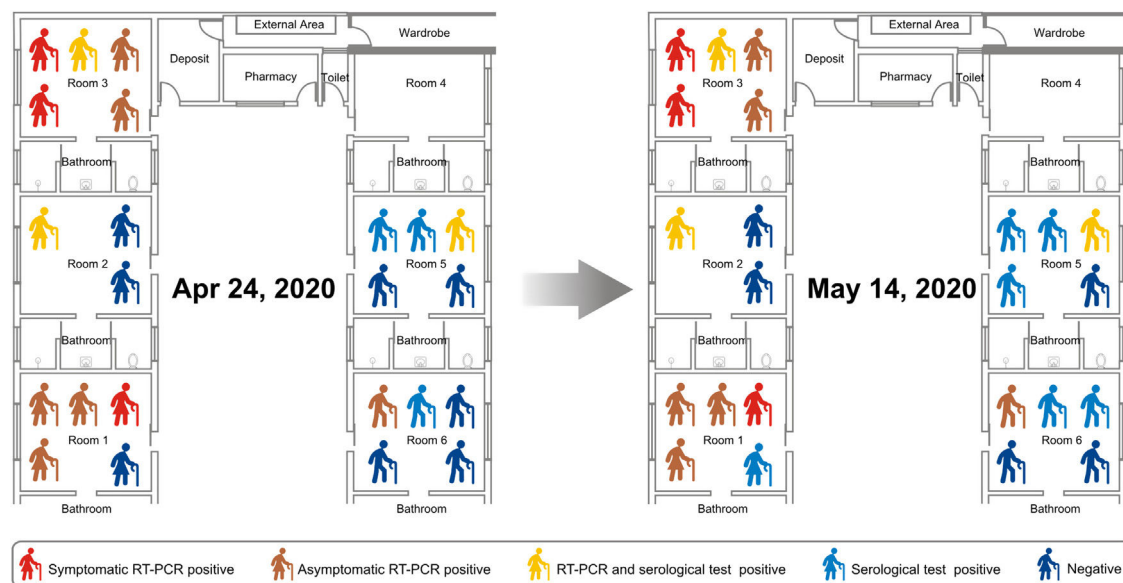 External Area
Wardrobe
Deposit
Pharmacy
Toilet
Room 3
Room 4
Bathroom
Bathroom
Room 2
Room 5
Apr 24, 2020
Bathroom
Bathroom
Room 1
Room 6
Bathroom
Bathroom
External Area
Wardrobe
Deposit
Pharmacy
Toilet
Room 3
Room 4
Bathroom
Bathroom
Room 2
Room 5
May 14, 2020
Bathroom
Bathroom
Room 1
Room 6
Bathroom
Bathroom
Symptomatic RT-PCR positive
Asymptomatic RT-PCR positive
RT-PCR and serological test positive
Serological test positive
Negative